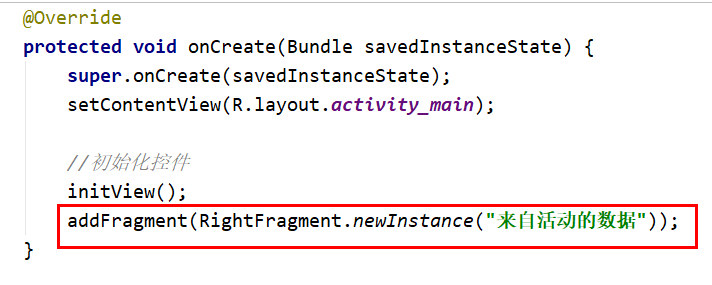 @Override
protected void onCreate(Bundle savedInstanceState) {
    super.onCreate(savedInstanceState);
    setContentView(R.layout.activity_main);

    //初始化控件
    initView();
    addFragment(RightFragment.newInstance("来自活动的数据"));
}